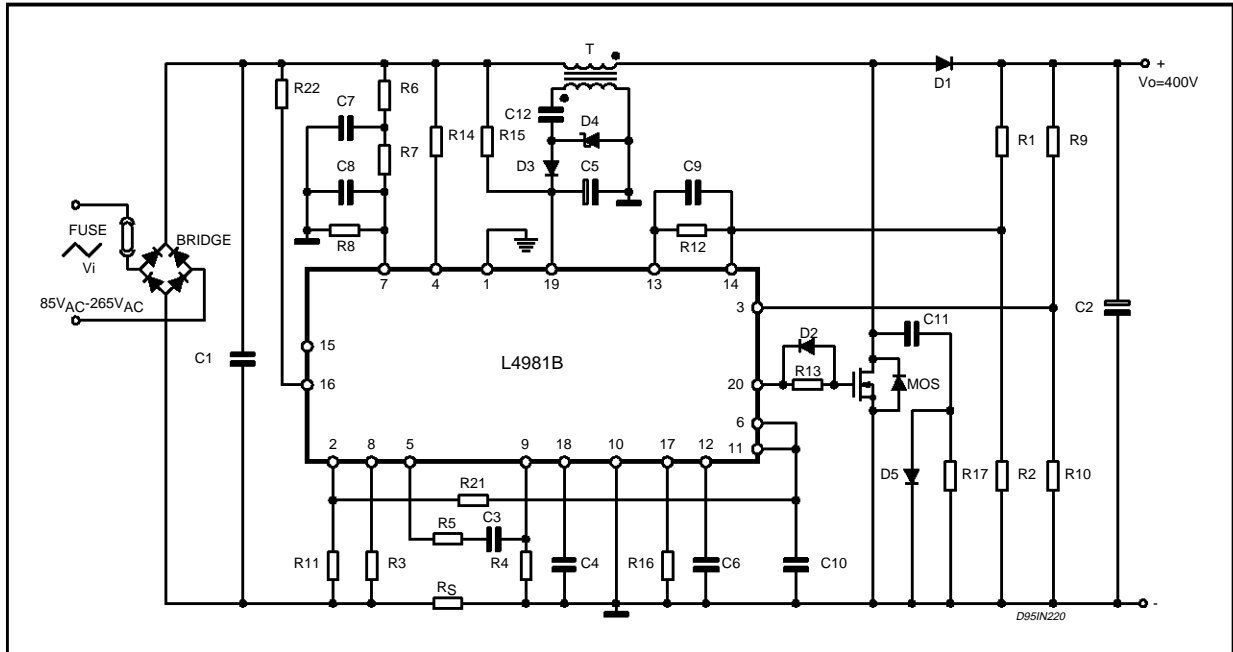 T
+
Vo=400V
D1
R22
R6
C7
C12
D4
R14
R15
R1
R9
R7
D3
C5
C9
C8
FUSE
BRIDGE
R8
R12
Vi
7
4
1
19
13
14
85VAC-265VAC
3
C2
C11
D2
15
C1
L4981B
16
20
R13
MOS
6
2
8
5
9
18
10
17
12
11
D5
R17
R2
R10
R21
R5
C3
R11
R3
R4
C4
R16
C6
C10
RS
-
D95IN220